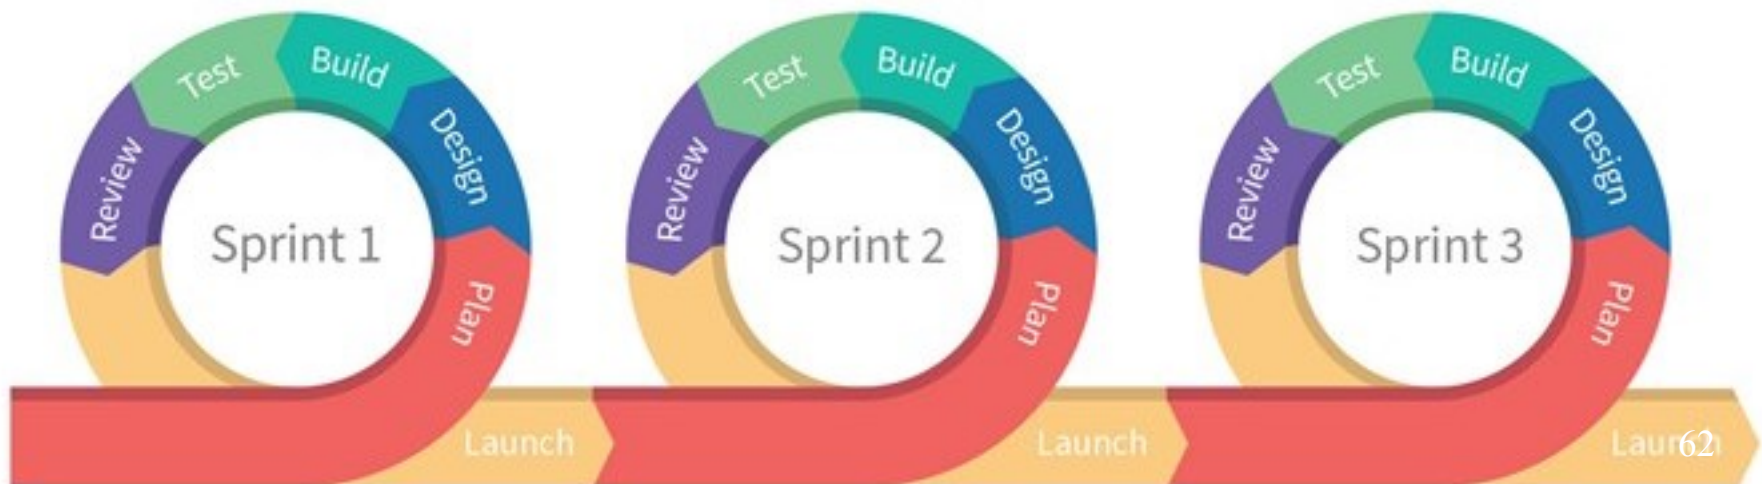 Sprint 1
Plan
Design
Build
Test
Review
Launch
Sprint 2
Plan
Design
Build
Test
Review
Launch
Sprint 3
Plan
Design
Build
Test
Review
Launch
62